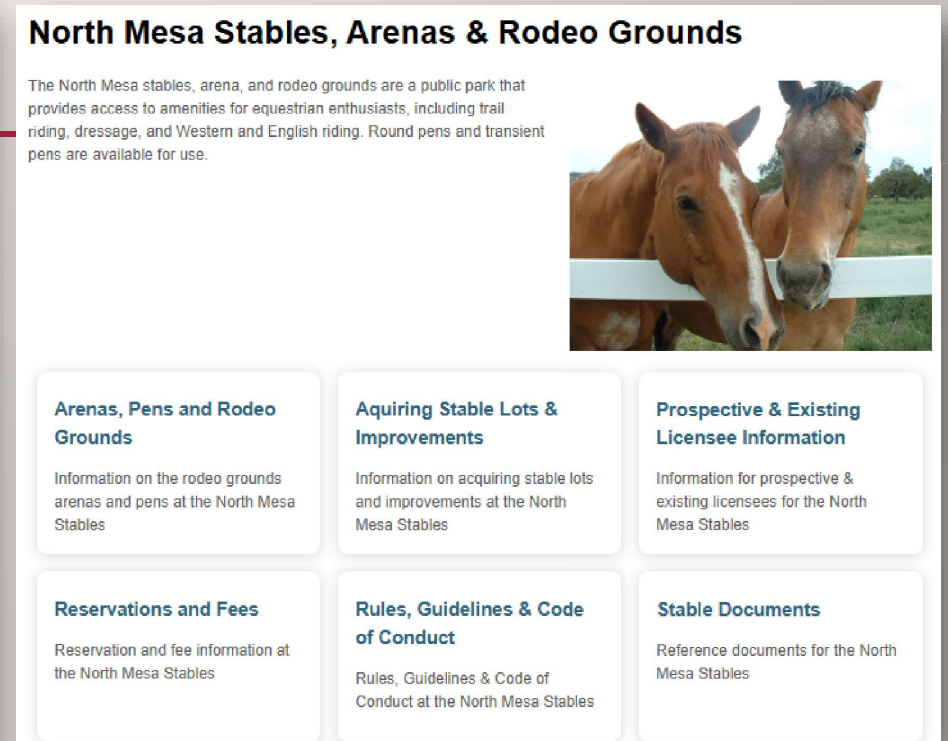 North Mesa Stables, Arenas & Rodeo Grounds
The North Mesa stables, arena, and rodeo grounds are a public park that
provides access to amenities for equestrian enthusiasts, including trail
riding, dressage, and Western and English riding. Round pens and transient
pens are available for use.
Arenas, Pens and Rodeo
Grounds
Information on the rodeo grounds
arenas and pens at the North Mesa
Stables
Aquiring Stable Lots &
Improvements
Information on acquiring stable lots
and improvements at the North
Mesa Stables
Prospective & Existing
Licensee Information
Information for prospective &
existing licensees for the North
Mesa Stables
Reservations and Fees
Reservation and fee information at
the North Mesa Stables
Rules, Guidelines & Code
of Conduct
Rules, Guidelines & Code of
Conduct at the North Mesa Stables
Stable Documents
Reference documents for the North
Mesa Stables